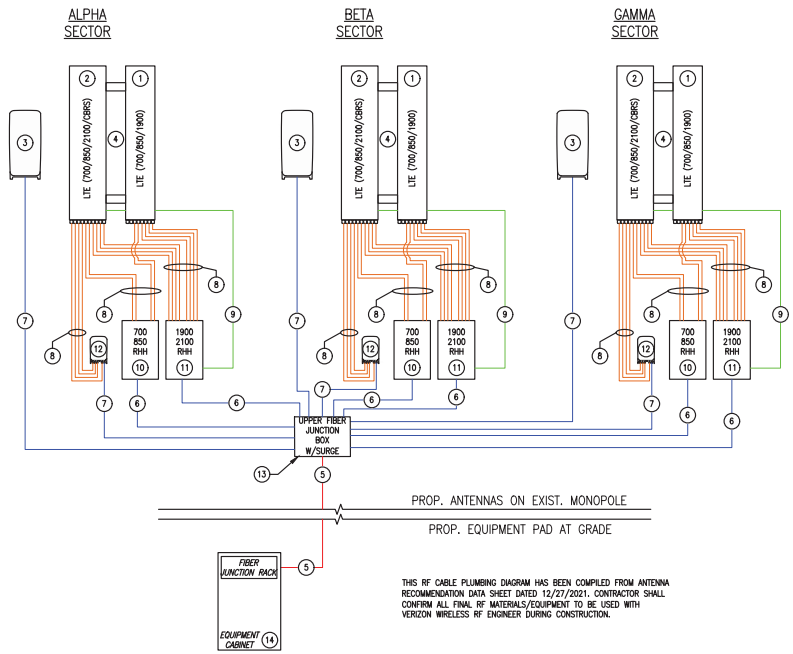 ALPHA
SECTOR
BETA
SECTOR
GAMMA
SECTOR
2
1
3
4
LTE (700/850/2100/CBRS)
LTE (700/850/1900)
2
1
3
4
LTE (700/850/2100/CBRS)
LTE (700/850/1900)
2
1
3
4
LTE (700/850/2100/CBRS)
LTE (700/850/1900)
8
8
8
8
8
8
7
9
7
9
7
9
8
12
700
850
RHH
10
1900
2100
RHH
11
8
12
700
850
RHH
10
1900
2100
RHH
11
8
12
700
850
RHH
10
1900
2100
RHH
11
7
6
6
7
6
6
7
6
6
UPPER FIBER
JUNCTION
BOX
W/SURGE
13
5
PROP. ANTENNAS ON EXIST. MONOPOLE
PROP. EQUIPMENT PAD AT GRADE
FIBER
JUNCTION RACK
5
EQUIPMENT
CABINET
14
THIS RF CABLE PLUMBING DIAGRAM HAS BEEN COMPILED FROM ANTENNA
RECOMMENDATION DATA SHEET DATED 12/27/2021. CONTRACTOR SHALL
CONFIRM ALL FINAL RF MATERIALS/EQUIPMENT TO BE USED WITH
VERIZON WIRELESS RF ENGINEER DURING CONSTRUCTION.